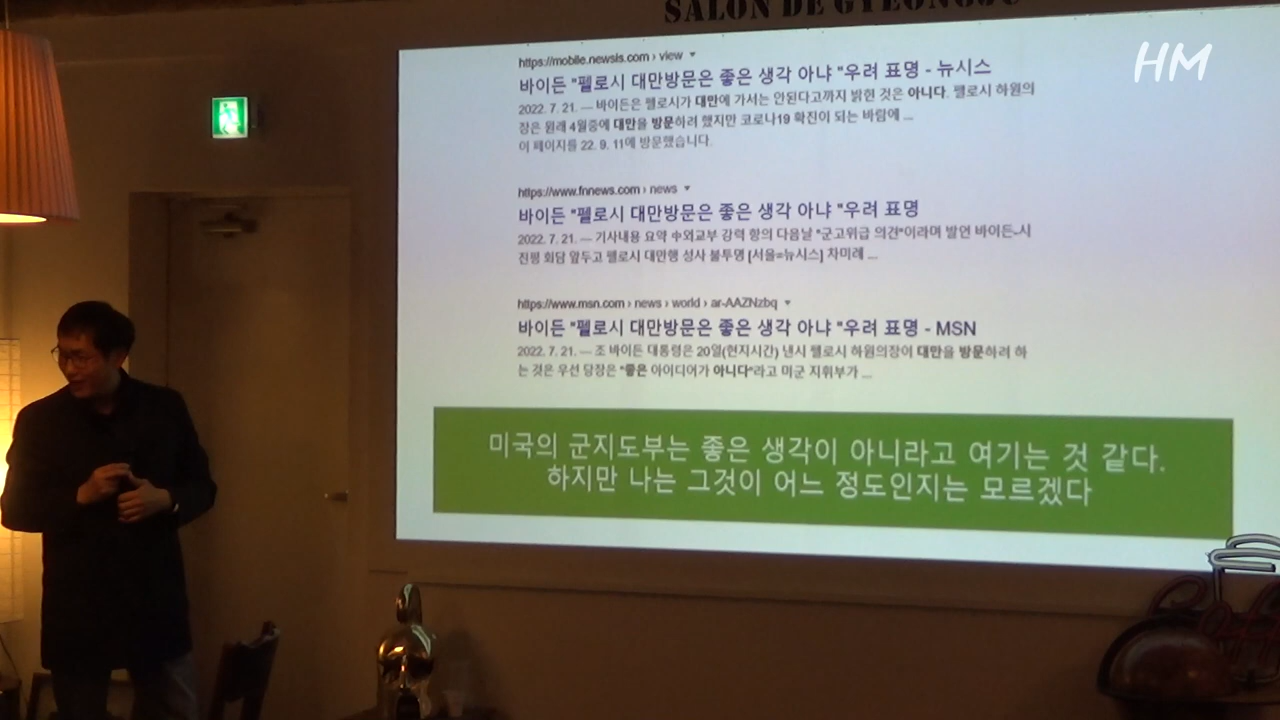 SALON DE GYEONGJU
HM
https://mobile.newsis.com › view
바이든 "펠로시 대만방문은 좋은 생각 아냐 "우려 표명 - 뉴시스
2022. 7. 21. — 바이든은 펠로시가 대만에 가서는 안된다고까지 밝힌 것은 아니다. 펠로시 하원의
장은 원래 4월중에 대만을 방문하려 했지만 코로나19 확진이 되는 바람에 ...
이 페이지를 22. 9. 11에 방문했습니다.
https://www.fnnews.com › news
바이든 "펠로시 대만방문은 좋은 생각 아냐 "우려 표명
2022. 7. 21. — 기사내용 요약 中외교부 강력 항의 다음날 "군고위급 의견"이라며 발언 바이든-시
진핑 회담 앞두고 펠로시 대만행 성사 불투명 [서울=뉴시스] 차미례 ...
https://www.msn.com › news › world › ar-AAZNzbq
바이든 "펠로시 대만방문은 좋은 생각 아냐 "우려 표명 - MSN
2022. 7. 21. — 조 바이든 대통령은 20일(현지시간) 낸시 펠로시 하원의장이 대만을 방문하려 하
는 것은 우선 당장은 "좋은 아이디어가 아니다"라고 미군 지휘부가 ...
미국의 군지도부는 좋은 생각이 아니라고 여기는 것 같다.
하지만 나는 그것이 어느 정도인지는 모르겠다